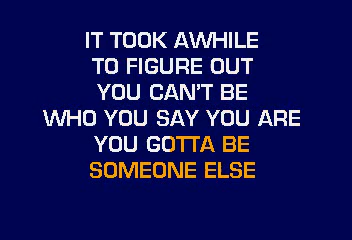 IT TOOK AWHILE
TO FIGURE OUT
YOU CAN'T BE
WHO YOU SAY YOU ARE
YOU GOTTA BE
SOMEONE ELSE